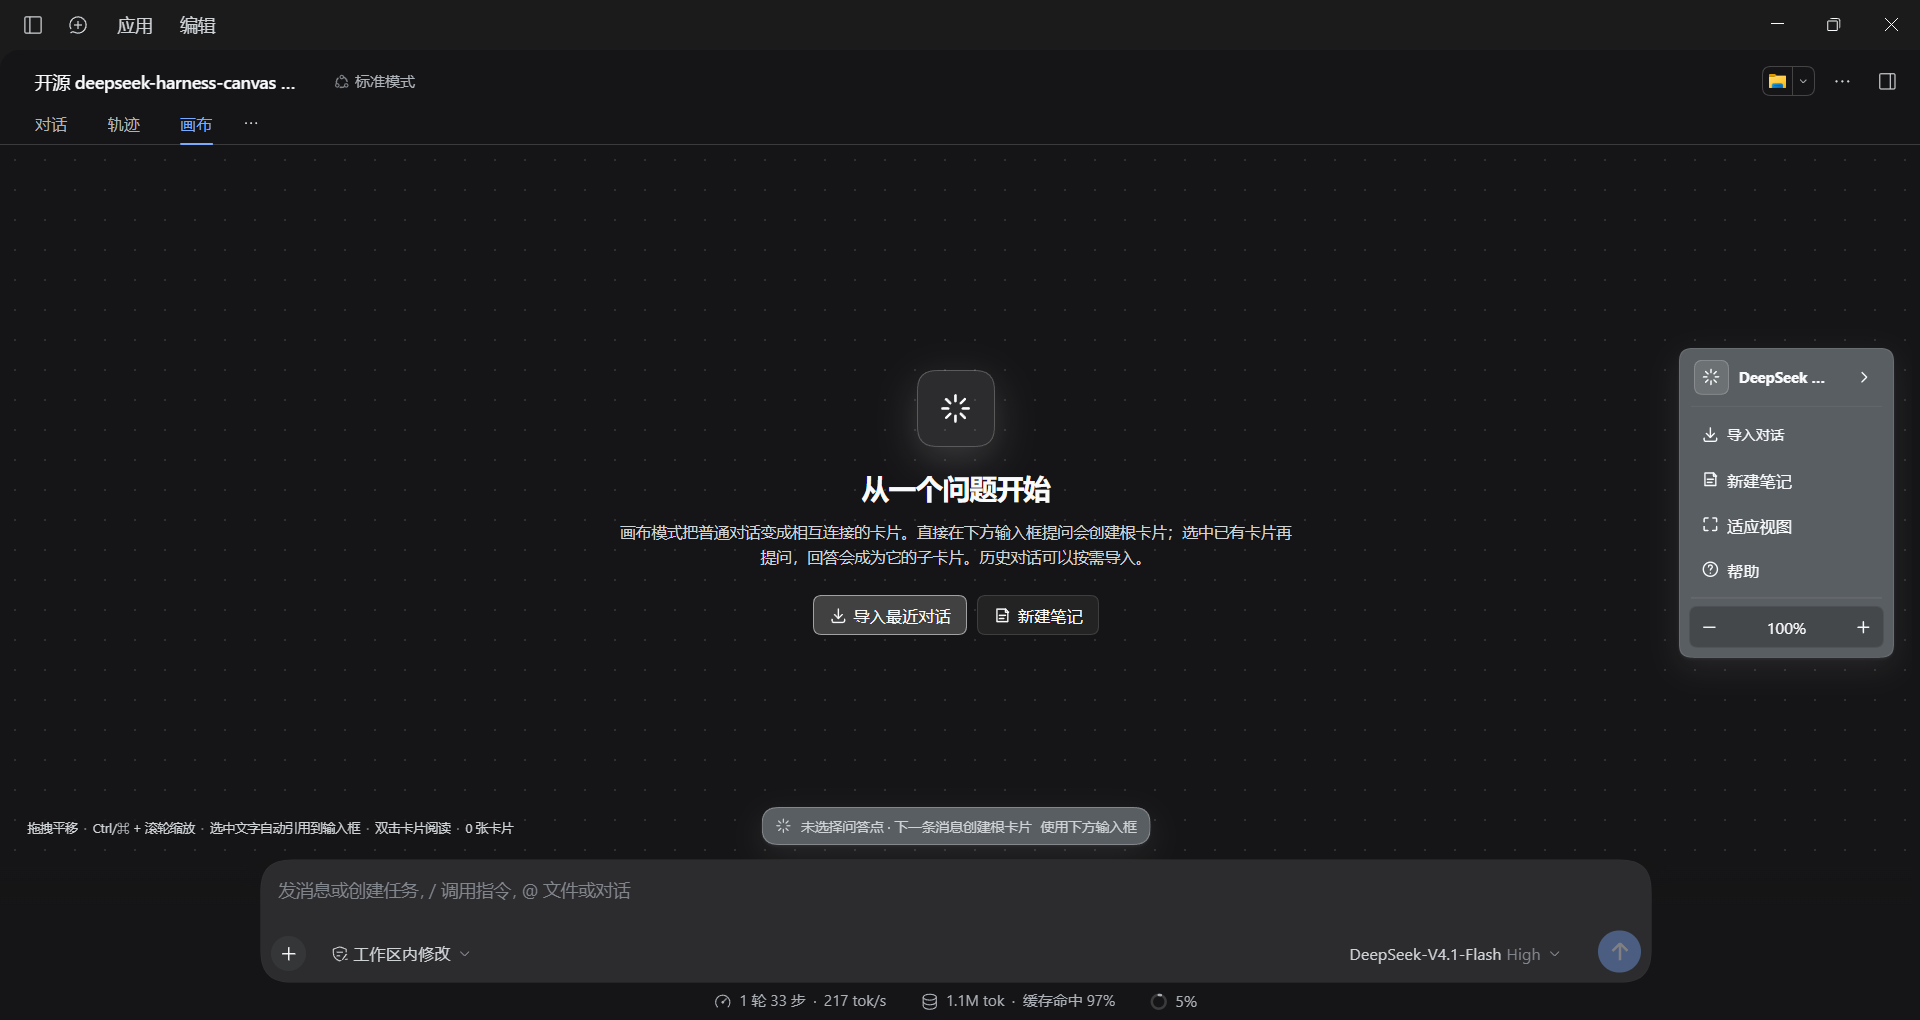 应用 编辑
开源 deepseek-harness-canvas ... 标准模式
对话 轨迹 画布 ...
DeepSeek ...
导入对话
新建笔记
适应视图
帮助
100%
从一个问题开始
画布模式把普通对话变成相互连接的卡片。直接在下方输入框提问会创建根卡片；选中已有卡片再
提问，回答会成为它的子卡片。历史对话可以按需导入。
导入最近对话 新建笔记
拖拽平移 · Ctrl/⌘ + 滚轮缩放 · 选中文字自动引用到输入框 · 双击卡片阅读 · 0 张卡片
未选择问答点 · 下一条消息创建根卡片 使用下方输入框
发消息或创建任务, / 调用指令, @ 文件或对话
工作区内修改 DeepSeek-V4.1-Flash High
1 轮 33 步 · 217 tok/s 1.1M tok · 缓存命中 97% 5%